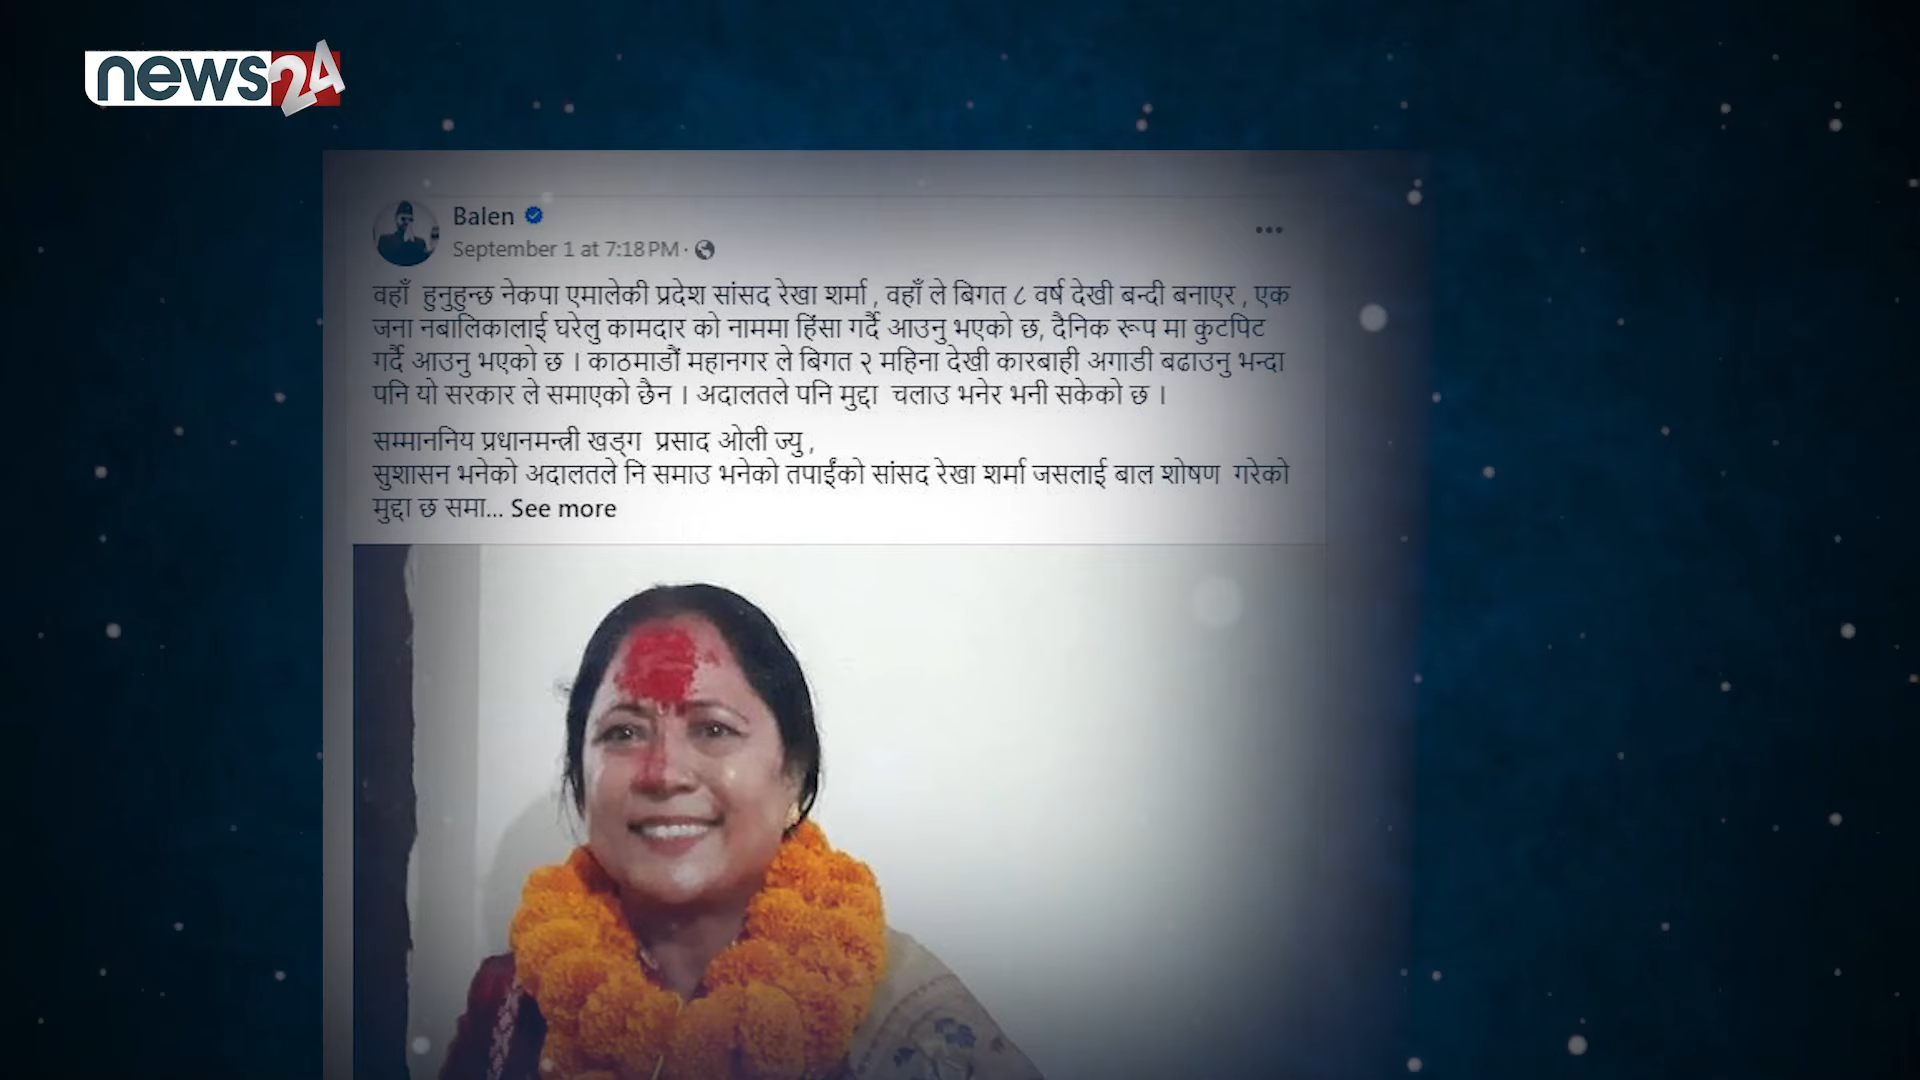 news24
Balen
September 1 at 7:18 PM ·
वहाँ हुनुहुन्छ नेकपा एमालेकी प्रदेश सांसद रेखा शर्मा , वहाँ ले बिगत ८ वर्ष देखी बन्दी बनाएर , एक
जना नबालिकालाई घरेलु कामदार को नाममा हिंसा गर्दै आउनु भएको छ, दैनिक रूप मा कुटपिट
गर्दै आउनु भएको छ । काठमाडौं महानगर ले बिगत २ महिना देखी कारबाही अगाडी बढाउनु भन्दा
पनि यो सरकार ले समाएको छैन । अदालतले पनि मुद्दा चलाउ भनेर भनी सकेको छ ।
सम्माननिय प्रधानमन्त्री खड्ग प्रसाद ओली ज्यु ,
सुशासन भनेको अदालतले नि समाउ भनेको तपाईंको सांसद रेखा शर्मा जसलाई बाल शोषण गरेको
मुद्दा छ समा... See more